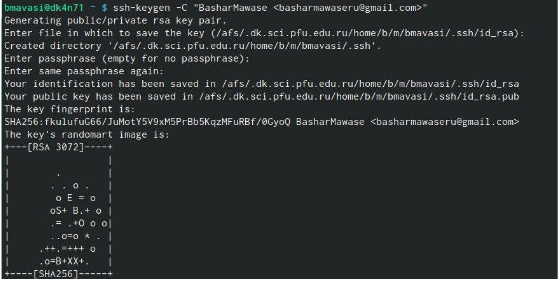 bmavasi@dk4n71 ~ $ ssh-keygen -C "BasharMawase <basharmawaseru@gmail.com>"
Generating public/private rsa key pair.
Enter file in which to save the key (/afs/.dk.sci.pfu.edu.ru/home/b/m/bmavasi/.ssh/id_rsa):
Created directory '/afs/.dk.sci.pfu.edu.ru/home/b/m/bmavasi/.ssh'.
Enter passphrase (empty for no passphrase):
Enter same passphrase again:
Your identification has been saved in /afs/.dk.sci.pfu.edu.ru/home/b/m/bmavasi/.ssh/id_rsa
Your public key has been saved in /afs/.dk.sci.pfu.edu.ru/home/b/m/bmavasi/.ssh/id_rsa.pub
The key fingerprint is:
SHA256:fkulufuG66/JuMotY5V9xM5PrBb5KqzMFuRBf/0GyoQ BasharMawase <basharmawaseru@gmail.com>
The key's randomart image is:
+---[RSA 3072]----+
|                 |
|        .        |
|       . . o .   |
|        o E = o  |
|       oS+ B.+ o |
|       .= .+O o o|
|       ..o=o * . |
|     .++.=+++ o  |
|     .o=B+XX+.   |
+----[SHA256]-----+